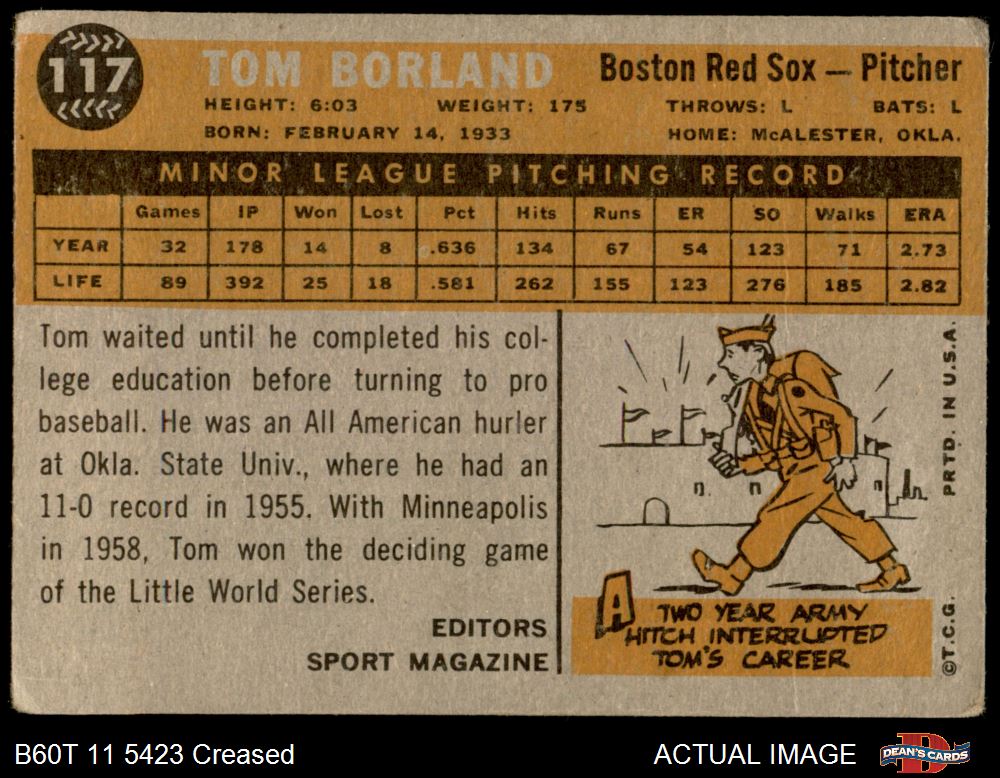 117
TOM BORLAND
Boston Red Sox — Pitcher
HEIGHT: 6:03 WEIGHT: 175 THROWS: L BATS: L
BORN: FEBRUARY 14, 1933 HOME: McALESTER, OKLA.
MINOR LEAGUE PITCHING RECORD
Games IP Won Lost Pct Hits Runs ER SO Walks ERA
YEAR 32 178 14 8 .636 134 67 54 123 71 2.73
LIFE 89 392 25 18 .581 262 155 123 276 185 2.82
Tom waited until he completed his col-
lege education before turning to pro
baseball. He was an All American hurler
at Okla. State Univ., where he had an
11-0 record in 1955. With Minneapolis
in 1958, Tom won the deciding game
of the Little World Series.
EDITORS
SPORT MAGAZINE
A TWO YEAR ARMY
HITCH INTERRUPTED
TOM'S CAREER
©T.C.G. PRTD. IN U.S.A.
B60T 11 5423 Creased
ACTUAL IMAGE
DEAN'S CARDS